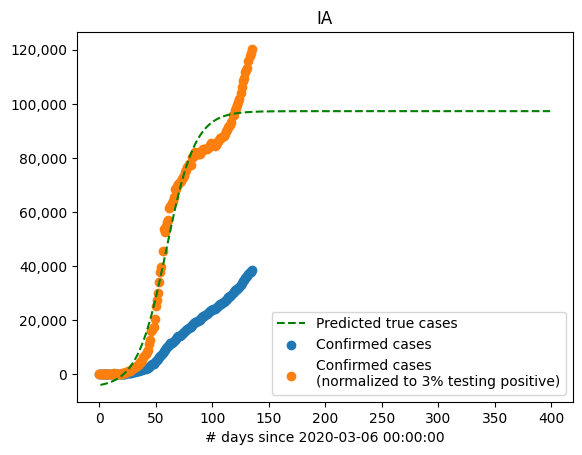 IA
120,000
100,000
80,000
60,000
40,000
20,000
0
0 50 100 150 200 250 300 350 400
# days since 2020-03-06 00:00:00
Predicted true cases
Confirmed cases
Confirmed cases
(normalized to 3% testing positive)